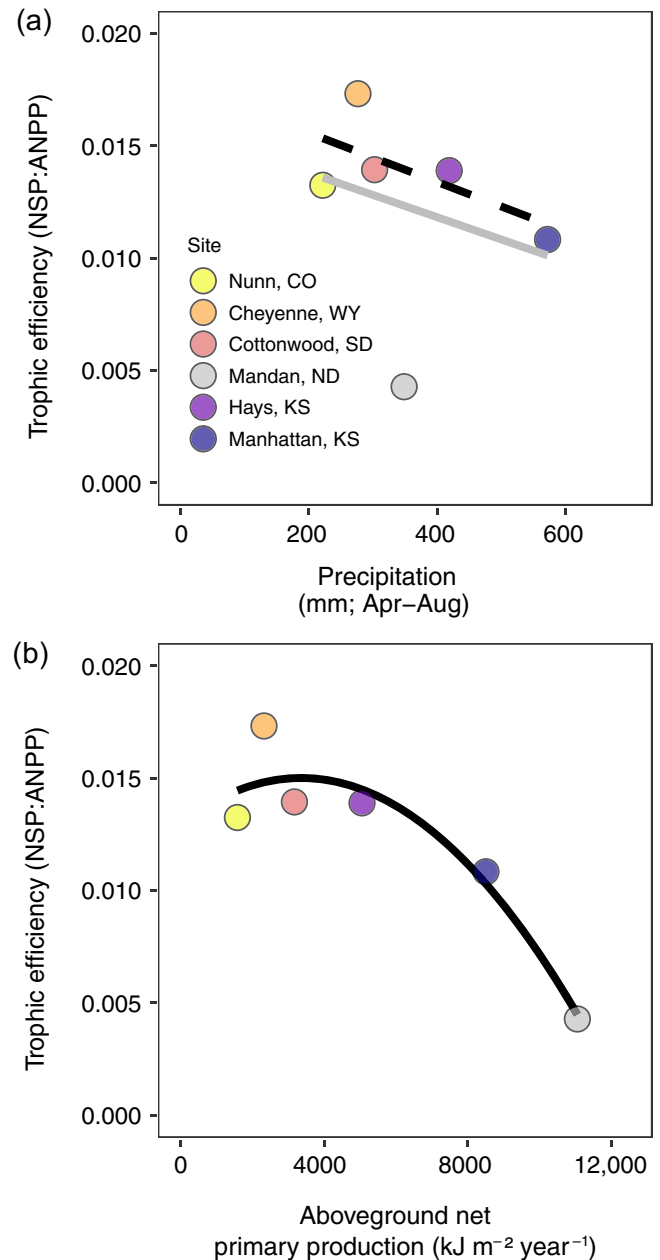 (a)
Trophic efficiency (NSP:ANPP)
0.020
0.015
0.010
0.005
0.000
Site
Nunn, CO
Cheyenne, WY
Cottonwood, SD
Mandan, ND
Hays, KS
Manhattan, KS
0 200 400 600
Precipitation
(mm; Apr–Aug)
(b)
Trophic efficiency (NSP:ANPP)
0.020
0.015
0.010
0.005
0.000
0 4000 8000 12,000
Aboveground net
primary production (kJ m⁻² year⁻¹)